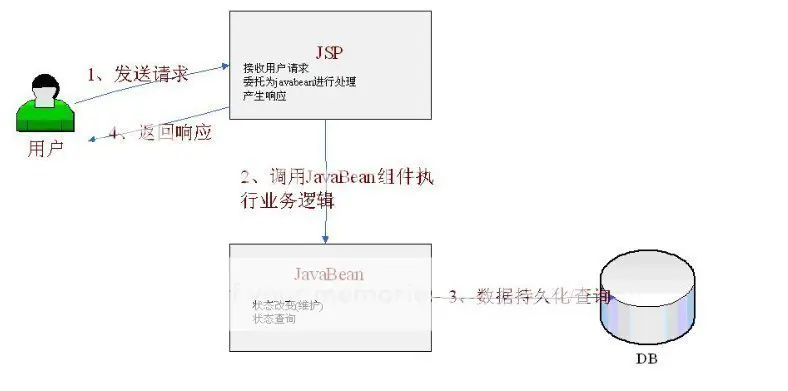 JSP
接收用户请求
委托为javabean进行处理
产生响应
1、发送请求
4、返回响应
用户
2、调用JavaBean组件执
行业务逻辑
JavaBean
状态改变(维护)
状态查询
3、数据持久化/查询
DB